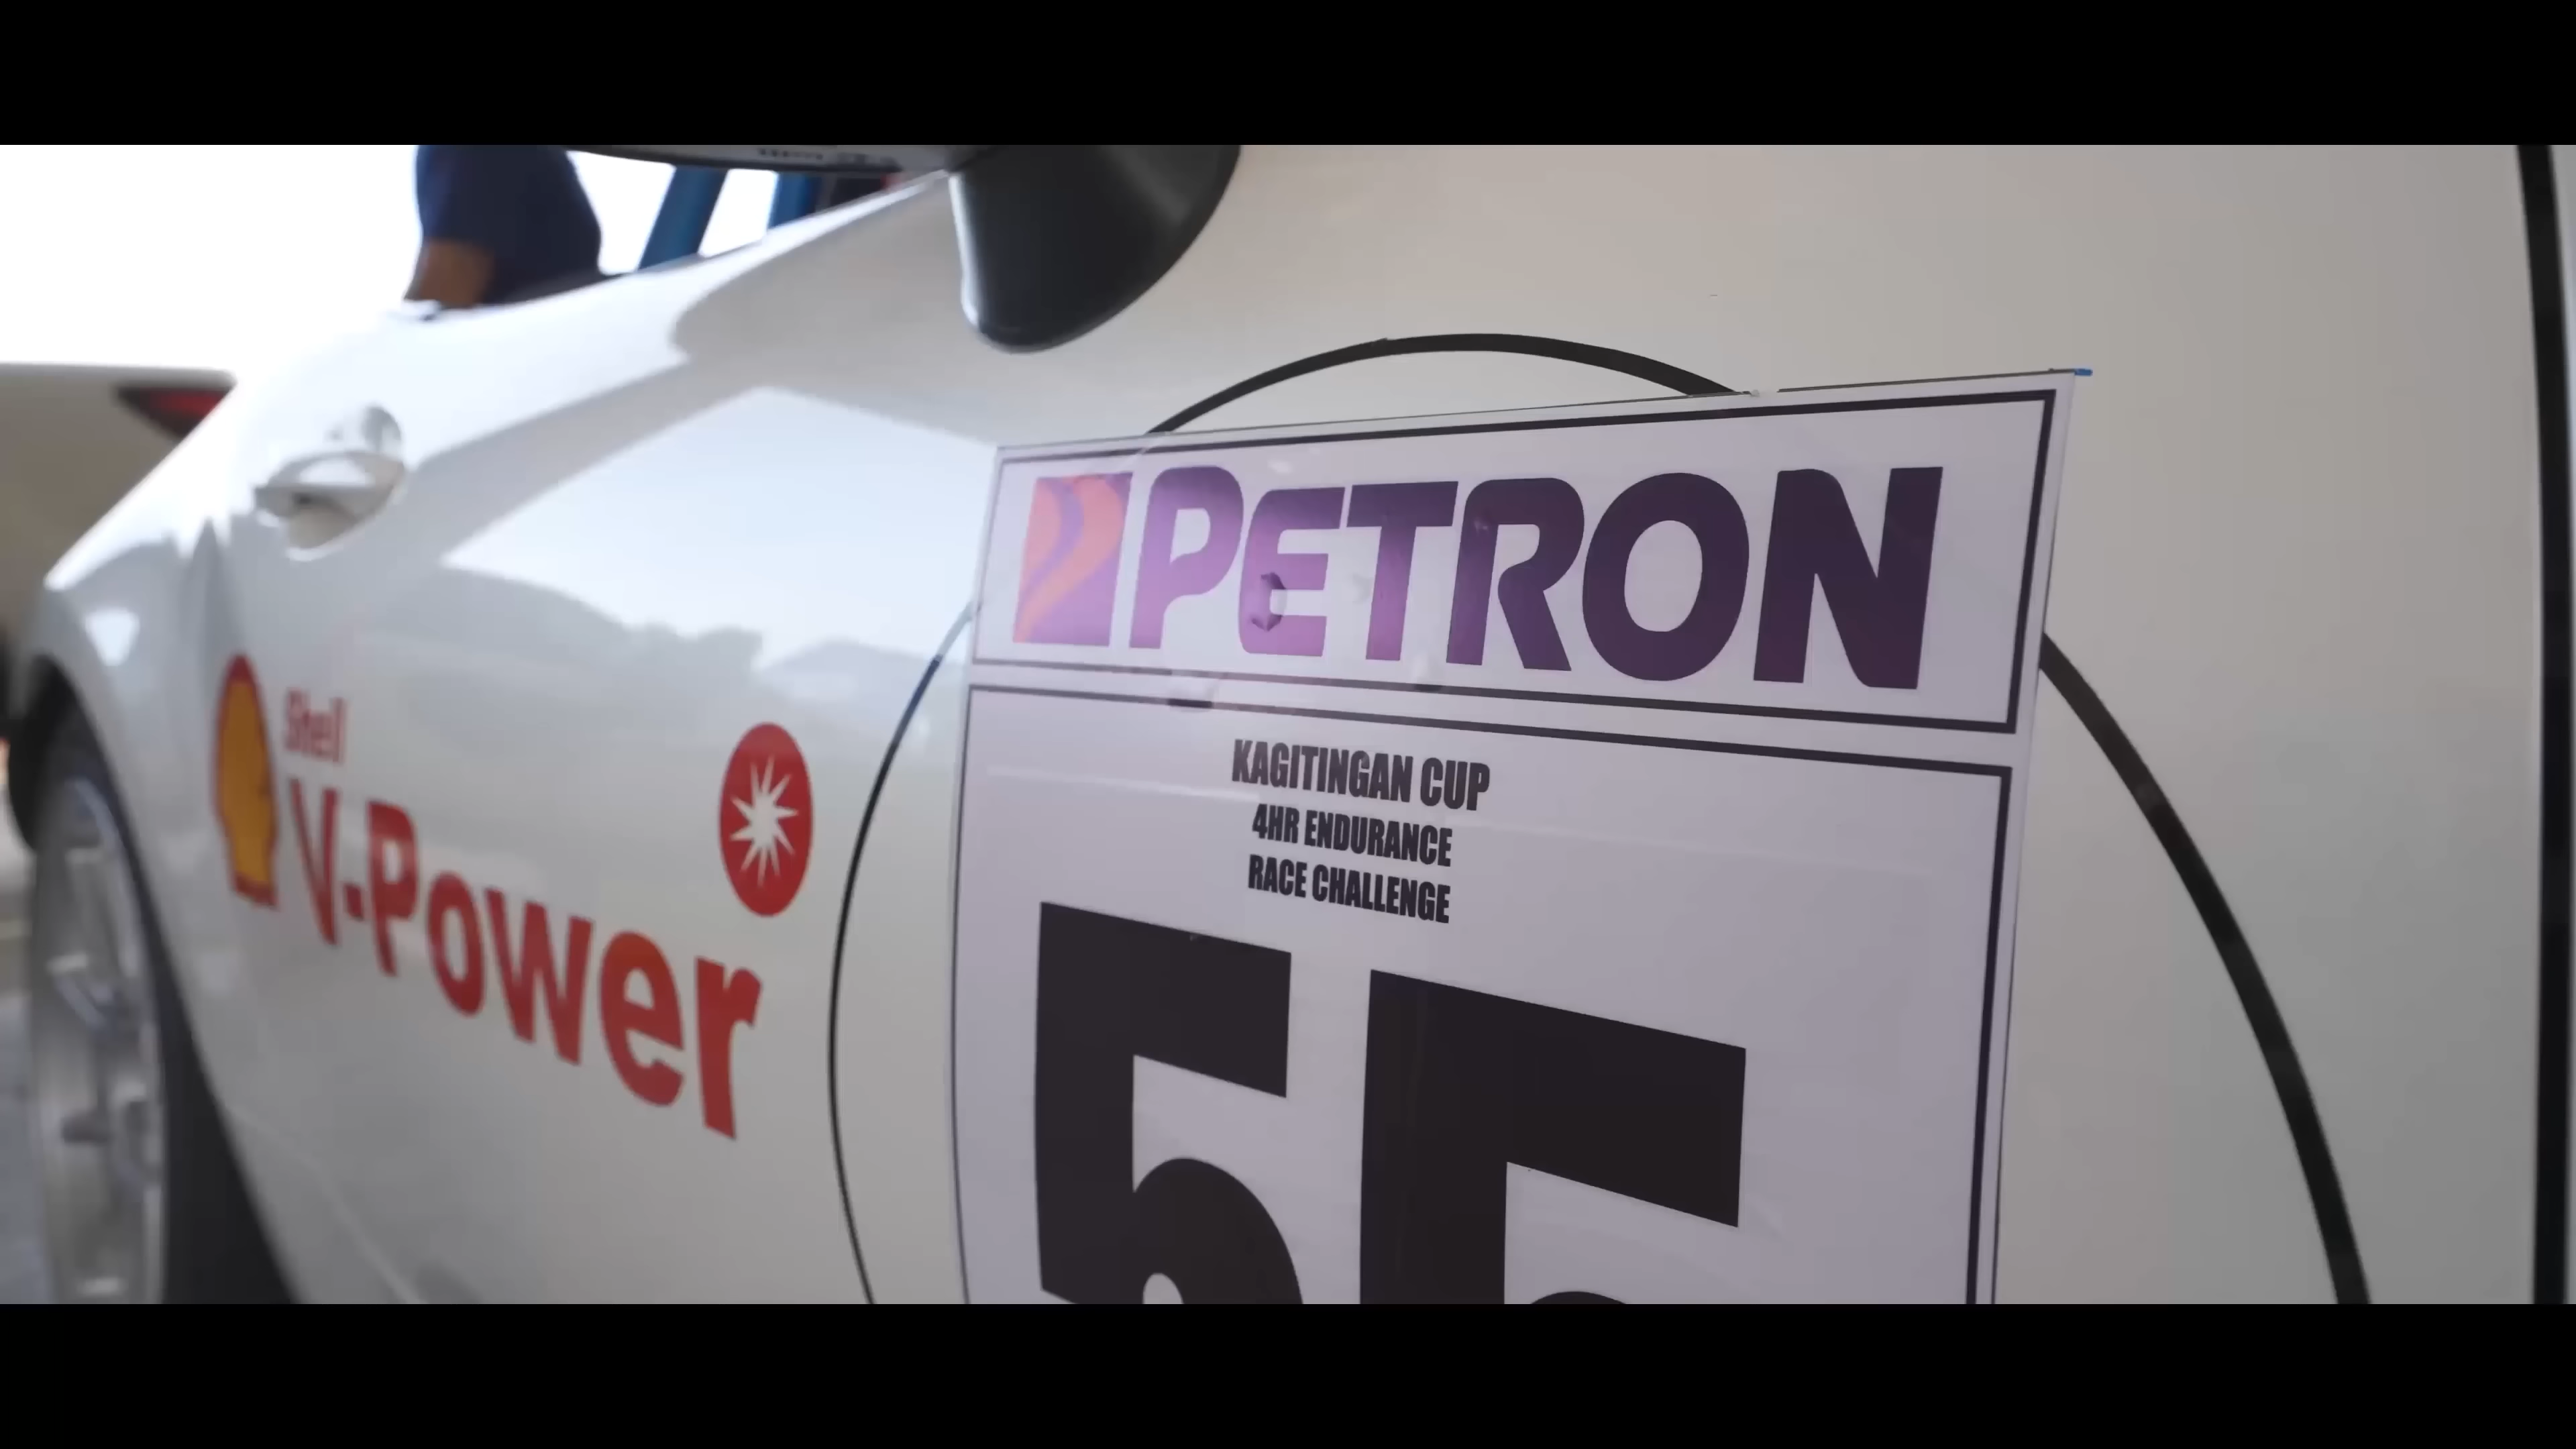 PETRON
KAGITINGAN CUP
4HR ENDURANCE
RACE CHALLENGE
55
Shell
V-Power